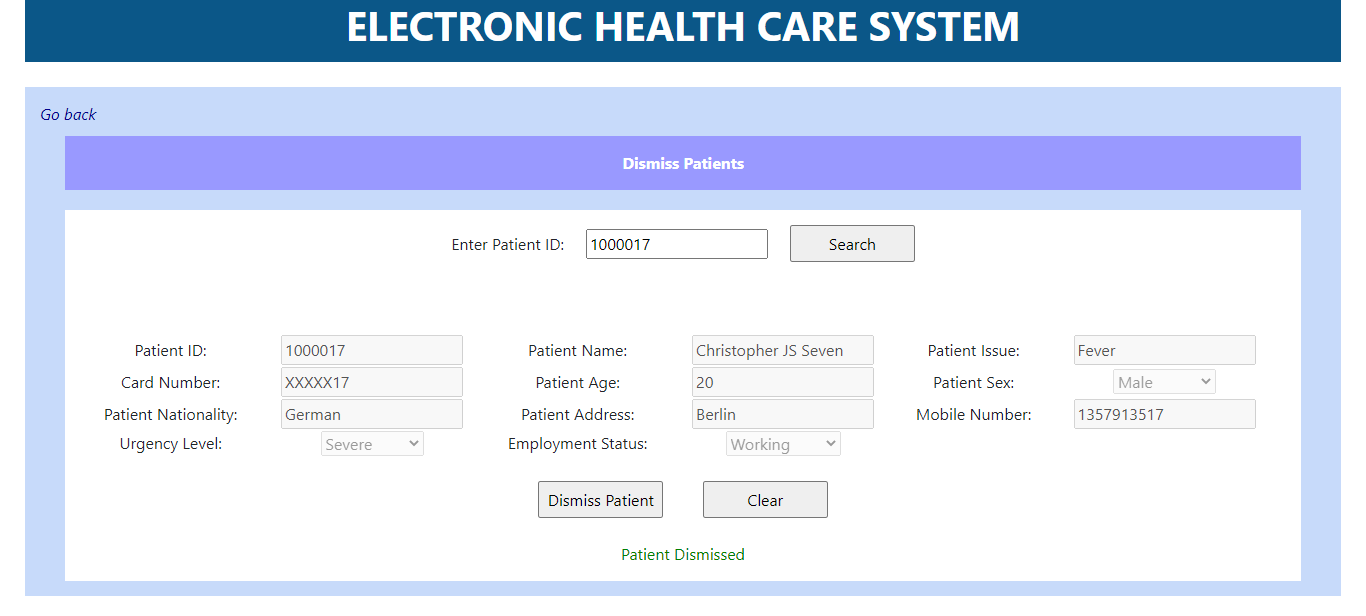 ELECTRONIC HEALTH CARE SYSTEM
Go back
Dismiss Patients
Enter Patient ID: 1000017 Search
Patient ID: 1000017 Patient Name: Christopher JS Seven Patient Issue: Fever
Card Number: XXXXX17 Patient Age: 20 Patient Sex: Male
Patient Nationality: German Patient Address: Berlin Mobile Number: 1357913517
Urgency Level: Severe Employment Status: Working
Dismiss Patient Clear
Patient Dismissed